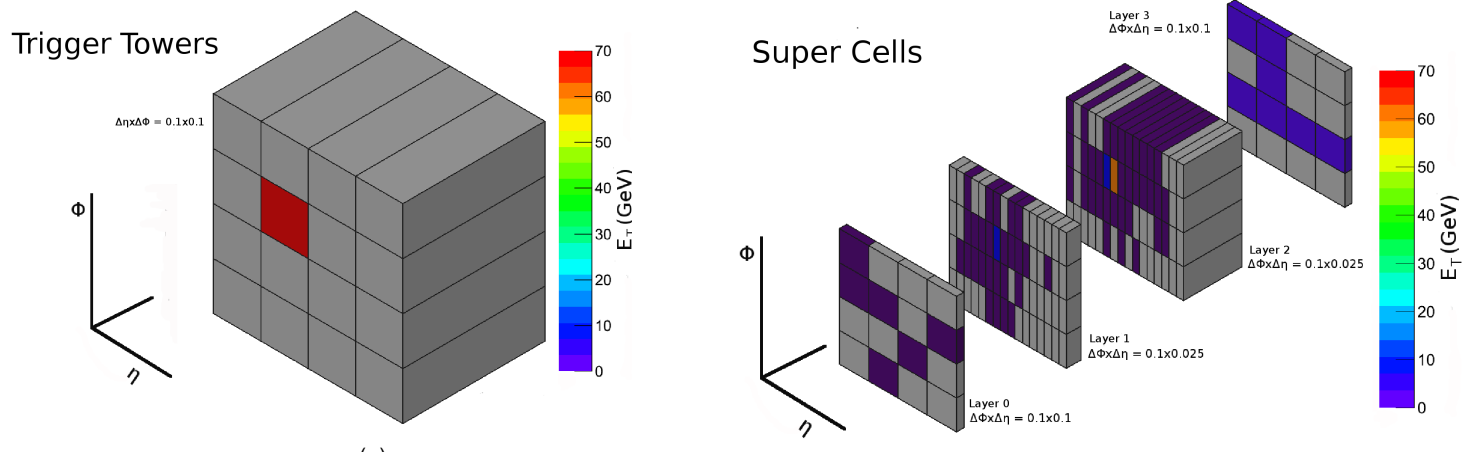 Trigger Towers
ΔηxΔΦ = 0.1x0.1
Φ
η
70
60
50
40
30
20
10
0
E_T (GeV)
Super Cells
Layer 3
ΔΦxΔη = 0.1x0.1
Layer 2
ΔΦxΔη = 0.1x0.025
Layer 1
ΔΦxΔη = 0.1x0.025
Layer 0
ΔΦxΔη = 0.1x0.1
Φ
η
70
60
50
40
30
20
10
0
E_T (GeV)